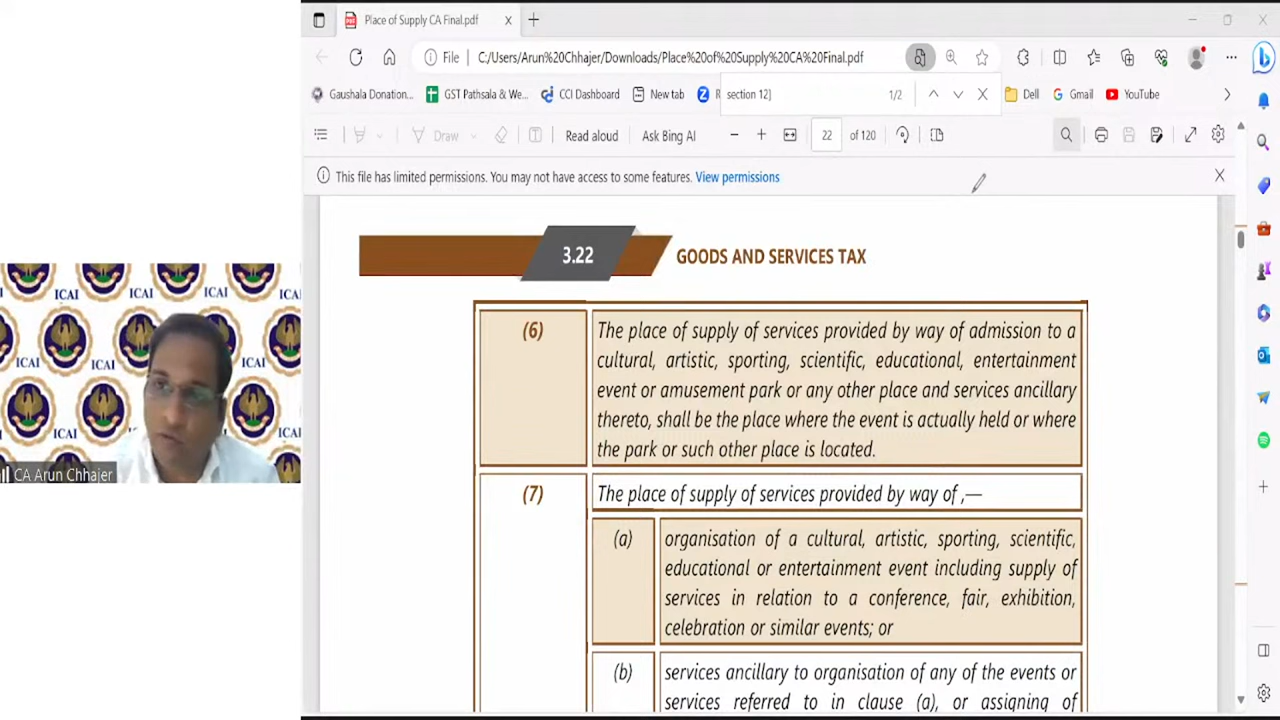 Place of Supply CA Final.pdf
File
C:/Users/Arun%20Chhajer/Downloads/Place%20of%20Supply%20CA%20Final.pdf
Gaushala Donation...
GST Pathsala & We...
CCI Dashboard
New tab
section 12]
1/2
Dell
Gmail
YouTube
Draw
Read aloud
Ask Bing AI
22
of 120
This file has limited permissions. You may not have access to some features. View permissions
3.22
GOODS AND SERVICES TAX
(6)
The place of supply of services provided by way of admission to a
cultural, artistic, sporting, scientific, educational, entertainment
event or amusement park or any other place and services ancillary
thereto, shall be the place where the event is actually held or where
the park or such other place is located.
(7)
The place of supply of services provided by way of ,—
(a)
organisation of a cultural, artistic, sporting, scientific,
educational or entertainment event including supply of
services in relation to a conference, fair, exhibition,
celebration or similar events; or
(b)
services ancillary to organisation of any of the events or
services referred to in clause (a), or assigning of
ICAI
ICAI
ICAI
ICAI
ICAI
ICAI
ICAI
CA Arun Chhajer